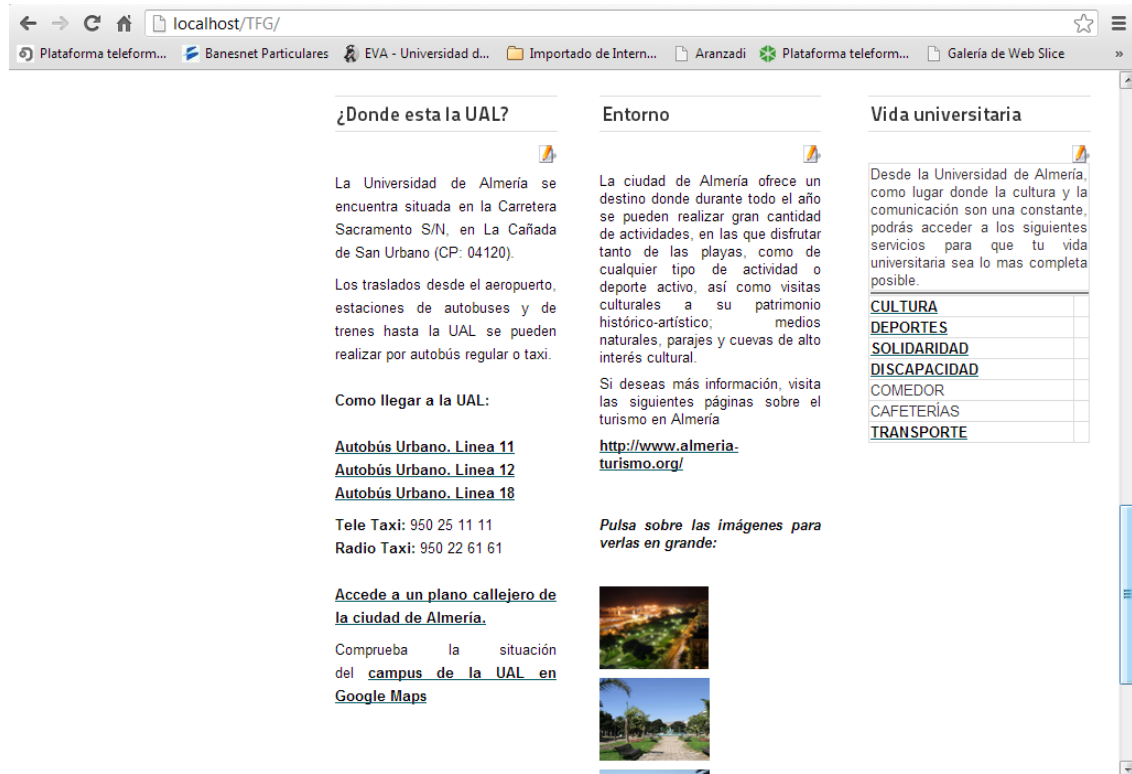 localhost/TFG/
Plataforma teleform... Banesnet Particulares EVA - Universidad d... Importado de Intern... Aranzadi Plataforma teleform... Galería de Web Slice »
¿Donde esta la UAL?
La Universidad de Almería se
encuentra situada en la Carretera
Sacramento S/N, en La Cañada
de San Urbano (CP: 04120).
Los traslados desde el aeropuerto,
estaciones de autobuses y de
trenes hasta la UAL se pueden
realizar por autobús regular o taxi.
Como llegar a la UAL:
Autobús Urbano. Linea 11
Autobús Urbano. Linea 12
Autobús Urbano. Linea 18
Tele Taxi: 950 25 11 11
Radio Taxi: 950 22 61 61
Accede a un plano callejero de
la ciudad de Almería.
Comprueba la situación
del campus de la UAL en
Google Maps
Entorno
La ciudad de Almería ofrece un
destino donde durante todo el año
se pueden realizar gran cantidad
de actividades, en las que disfrutar
tanto de las playas, como de
cualquier tipo de actividad o
deporte activo, así como visitas
culturales a su patrimonio
histórico-artístico; medios
naturales, parajes y cuevas de alto
interés cultural.
Si deseas más información, visita
las siguientes páginas sobre el
turismo en Almería
http://www.almeria-
turismo.org/
Pulsa sobre las imágenes para
verlas en grande:
Vida universitaria
Desde la Universidad de Almería,
como lugar donde la cultura y la
comunicación son una constante,
podrás acceder a los siguientes
servicios para que tu vida
universitaria sea lo mas completa
posible.
CULTURA
DEPORTES
SOLIDARIDAD
DISCAPACIDAD
COMEDOR
CAFETERÍAS
TRANSPORTE